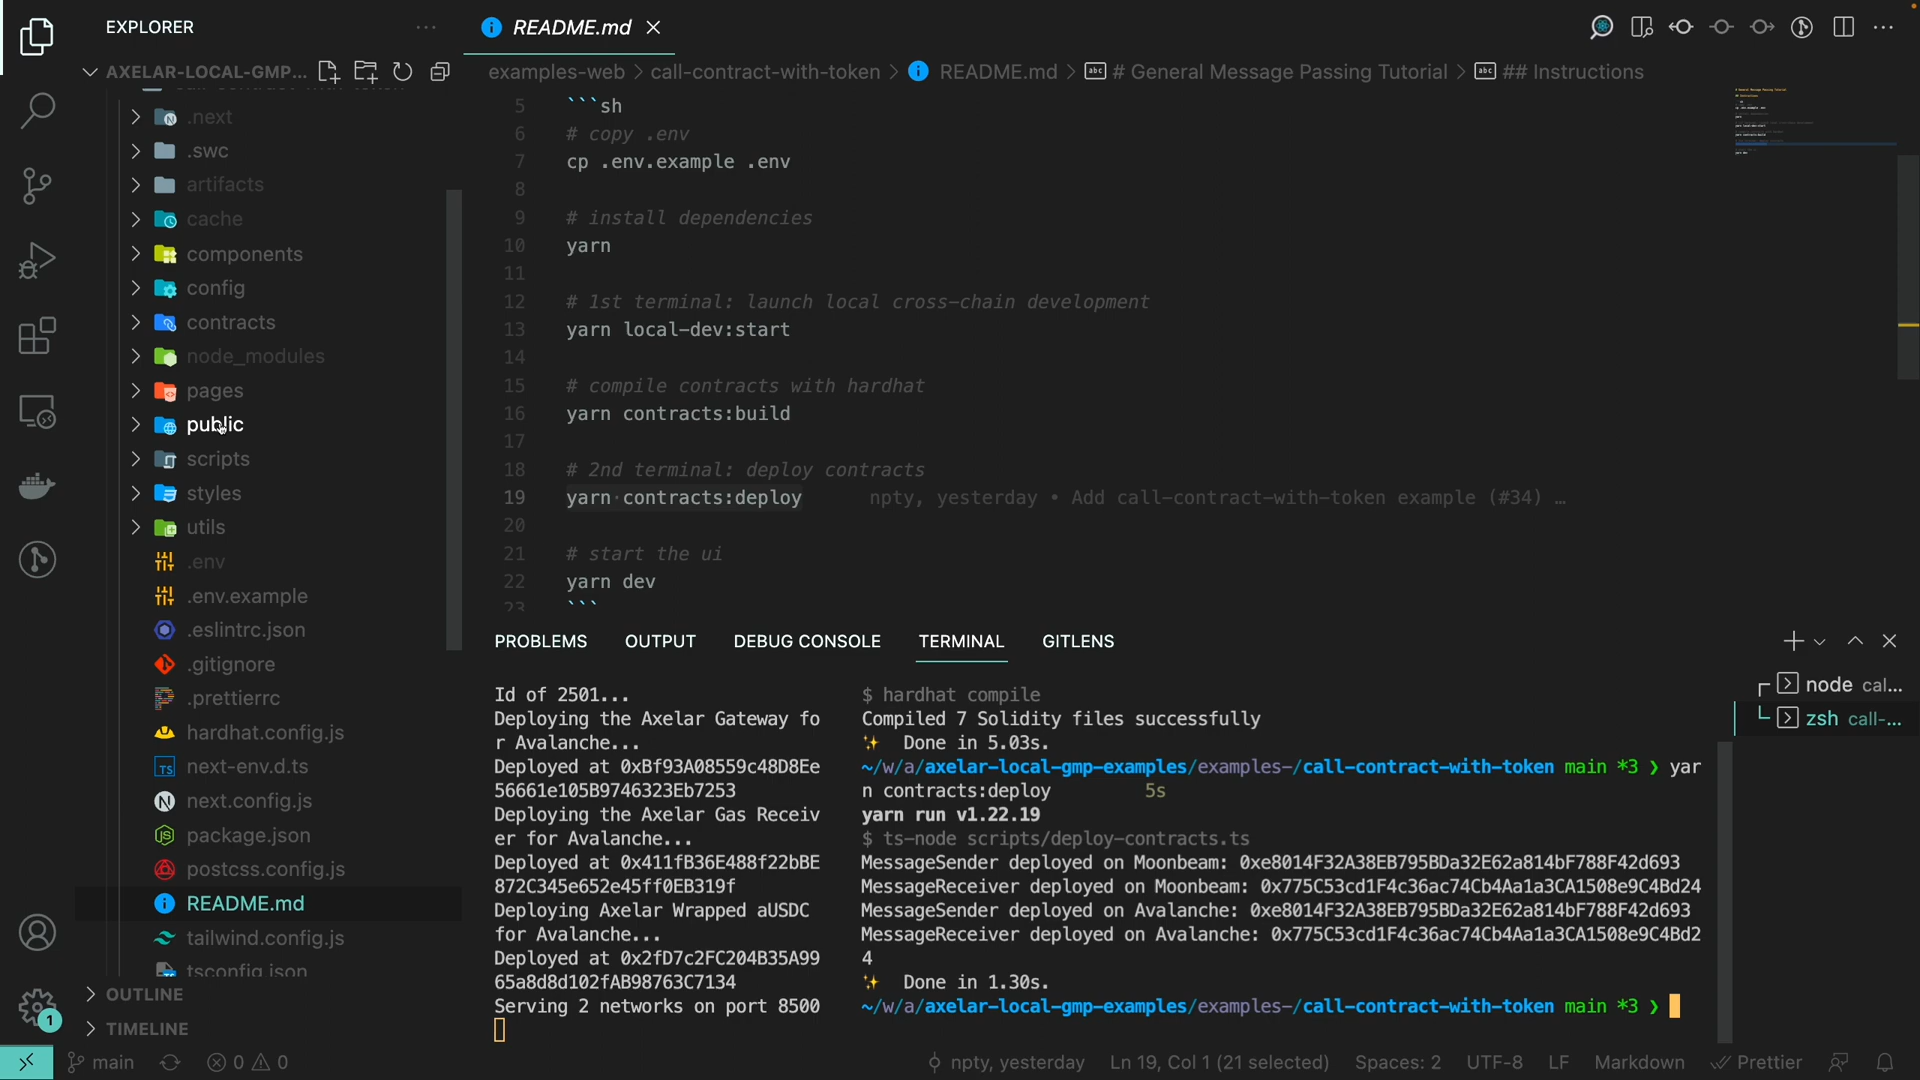 EXPLORER
README.md
AXELAR-LOCAL-GMP...
examples-web > call-contract-with-token > README.md > # General Message Passing Tutorial > ## Instructions
.next
.swc
artifacts
cache
components
config
contracts
node_modules
pages
public
scripts
styles
utils
.env
.env.example
.eslintrc.json
.gitignore
.prettierrc
hardhat.config.js
next-env.d.ts
next.config.js
package.json
postcss.config.js
README.md
tailwind.config.js
tsconfig.json
OUTLINE
TIMELINE
5 ```sh
6 # copy .env
7 cp .env.example .env
8
9 # install dependencies
10 yarn
11
12 # 1st terminal: launch local cross-chain development
13 yarn local-dev:start
14
15 # compile contracts with hardhat
16 yarn contracts:build
17
18 # 2nd terminal: deploy contracts
19 yarn·contracts:deploy npty, yesterday • Add call-contract-with-token example (#34) …
20
21 # start the ui
22 yarn dev
23 ```
PROBLEMS OUTPUT DEBUG CONSOLE TERMINAL GITLENS
Id of 2501...
Deploying the Axelar Gateway fo
r Avalanche...
Deployed at 0xBf93A08559c48D8Ee
56661e105B9746323Eb7253
Deploying the Axelar Gas Receiv
er for Avalanche...
Deployed at 0x411fB36E488f22bBE
872C345e652e45ff0EB319f
Deploying Axelar Wrapped aUSDC
for Avalanche...
Deployed at 0x2fD7c2FC204B35A99
65a8d8d102fAB98763C7134
Serving 2 networks on port 8500
$ hardhat compile
Compiled 7 Solidity files successfully
✨ Done in 5.03s.
~/w/a/axelar-local-gmp-examples/examples-/call-contract-with-token main *3 ❯ yar
n contracts:deploy 5s
yarn run v1.22.19
$ ts-node scripts/deploy-contracts.ts
MessageSender deployed on Moonbeam: 0xe8014F32A38EB795BDa32E62a814bF788F42d693
MessageReceiver deployed on Moonbeam: 0x775C53cd1F4c36ac74Cb4Aa1a3CA1508e9C4Bd24
MessageSender deployed on Avalanche: 0xe8014F32A38EB795BDa32E62a814bF788F42d693
MessageReceiver deployed on Avalanche: 0x775C53cd1F4c36ac74Cb4Aa1a3CA1508e9C4Bd2
4
✨ Done in 1.30s.
~/w/a/axelar-local-gmp-examples/examples-/call-contract-with-token main *3 ❯
node cal...
zsh call-...
1
main 0 0 npty, yesterday Ln 19, Col 1 (21 selected) Spaces: 2 UTF-8 LF Markdown Prettier